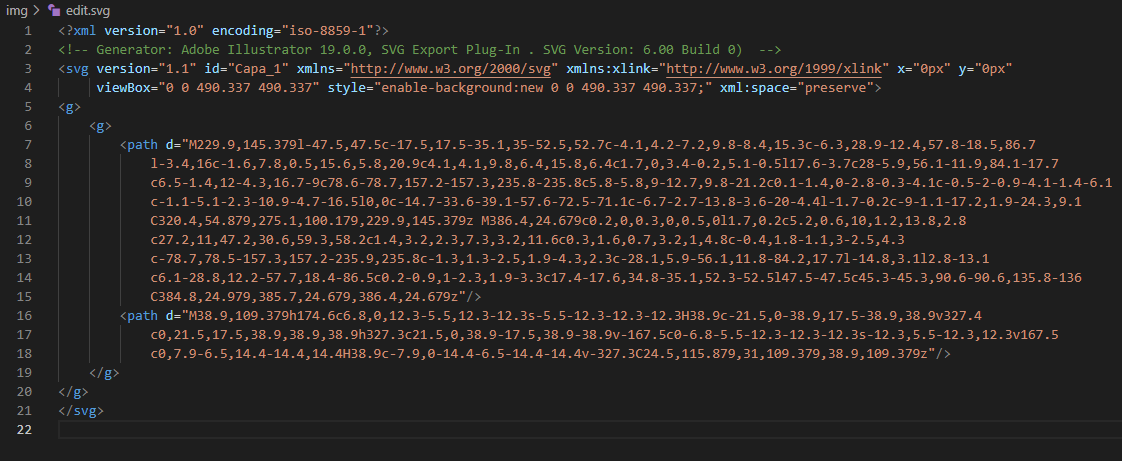 img > edit.svg
1 <?xml version="1.0" encoding="iso-8859-1"?>
2 <!-- Generator: Adobe Illustrator 19.0.0, SVG Export Plug-In . SVG Version: 6.00 Build 0)  -->
3 <svg version="1.1" id="Capa_1" xmlns="http://www.w3.org/2000/svg" xmlns:xlink="http://www.w3.org/1999/xlink" x="0px" y="0px"
4 viewBox="0 0 490.337 490.337" style="enable-background:new 0 0 490.337 490.337;" xml:space="preserve">
5 <g>
6 <g>
7 <path d="M229.9,145.379l-47.5,47.5c-17.5,17.5-35.1,35-52.5,52.7c-4.1,4.2-7.2,9.8-8.4,15.3c-6.3,28.9-12.4,57.8-18.5,86.7
8 l-3.4,16c-1.6,7.8,0.5,15.6,5.8,20.9c4.1,4.1,9.8,6.4,15.8,6.4c1.7,0,3.4-0.2,5.1-0.5l17.6-3.7c28-5.9,56.1-11.9,84.1-17.7
9 c6.5-1.4,12-4.3,16.7-9c78.6-78.7,157.2-157.3,235.8-235.8c5.8-5.8,9-12.7,9.8-21.2c0.1-1.4,0-2.8-0.3-4.1c-0.5-2-0.9-4.1-1.4-6.1
10 c-1.1-5.1-2.3-10.9-4.7-16.5l0,0c-14.7-33.6-39.1-57.6-72.5-71.1c-6.7-2.7-13.8-3.6-20-4.4l-1.7-0.2c-9-1.1-17.2,1.9-24.3,9.1
11 C320.4,54.879,275.1,100.179,229.9,145.379z M386.4,24.679c0.2,0,0.3,0,0.5,0l1.7,0.2c5.2,0.6,10,1.2,13.8,2.8
12 c27.2,11,47.2,30.6,59.3,58.2c1.4,3.2,2.3,7.3,3.2,11.6c0.3,1.6,0.7,3.2,1,4.8c-0.4,1.8-1.1,3-2.5,4.3
13 c-78.7,78.5-157.3,157.2-235.9,235.8c-1.3,1.3-2.5,1.9-4.3,2.3c-28.1,5.9-56.1,11.8-84.2,17.7l-14.8,3.1l2.8-13.1
14 c6.1-28.8,12.2-57.7,18.4-86.5c0.2-0.9,1-2.3,1.9-3.3c17.4-17.6,34.8-35.1,52.3-52.5l47.5-47.5c45.3-45.3,90.6-90.6,135.8-136
15 C384.8,24.979,385.7,24.679,386.4,24.679z"/>
16 <path d="M38.9,109.379h174.6c6.8,0,12.3-5.5,12.3-12.3s-5.5-12.3-12.3-12.3H38.9c-21.5,0-38.9,17.5-38.9,38.9v327.4
17 c0,21.5,17.5,38.9,38.9,38.9h327.3c21.5,0,38.9-17.5,38.9-38.9v-167.5c0-6.8-5.5-12.3-12.3-12.3s-12.3,5.5-12.3,12.3v167.5
18 c0,7.9-6.5,14.4-14.4,14.4H38.9c-7.9,0-14.4-6.5-14.4-14.4v-327.3C24.5,115.879,31,109.379,38.9,109.379z"/>
19 </g>
20 </g>
21 </svg>
22